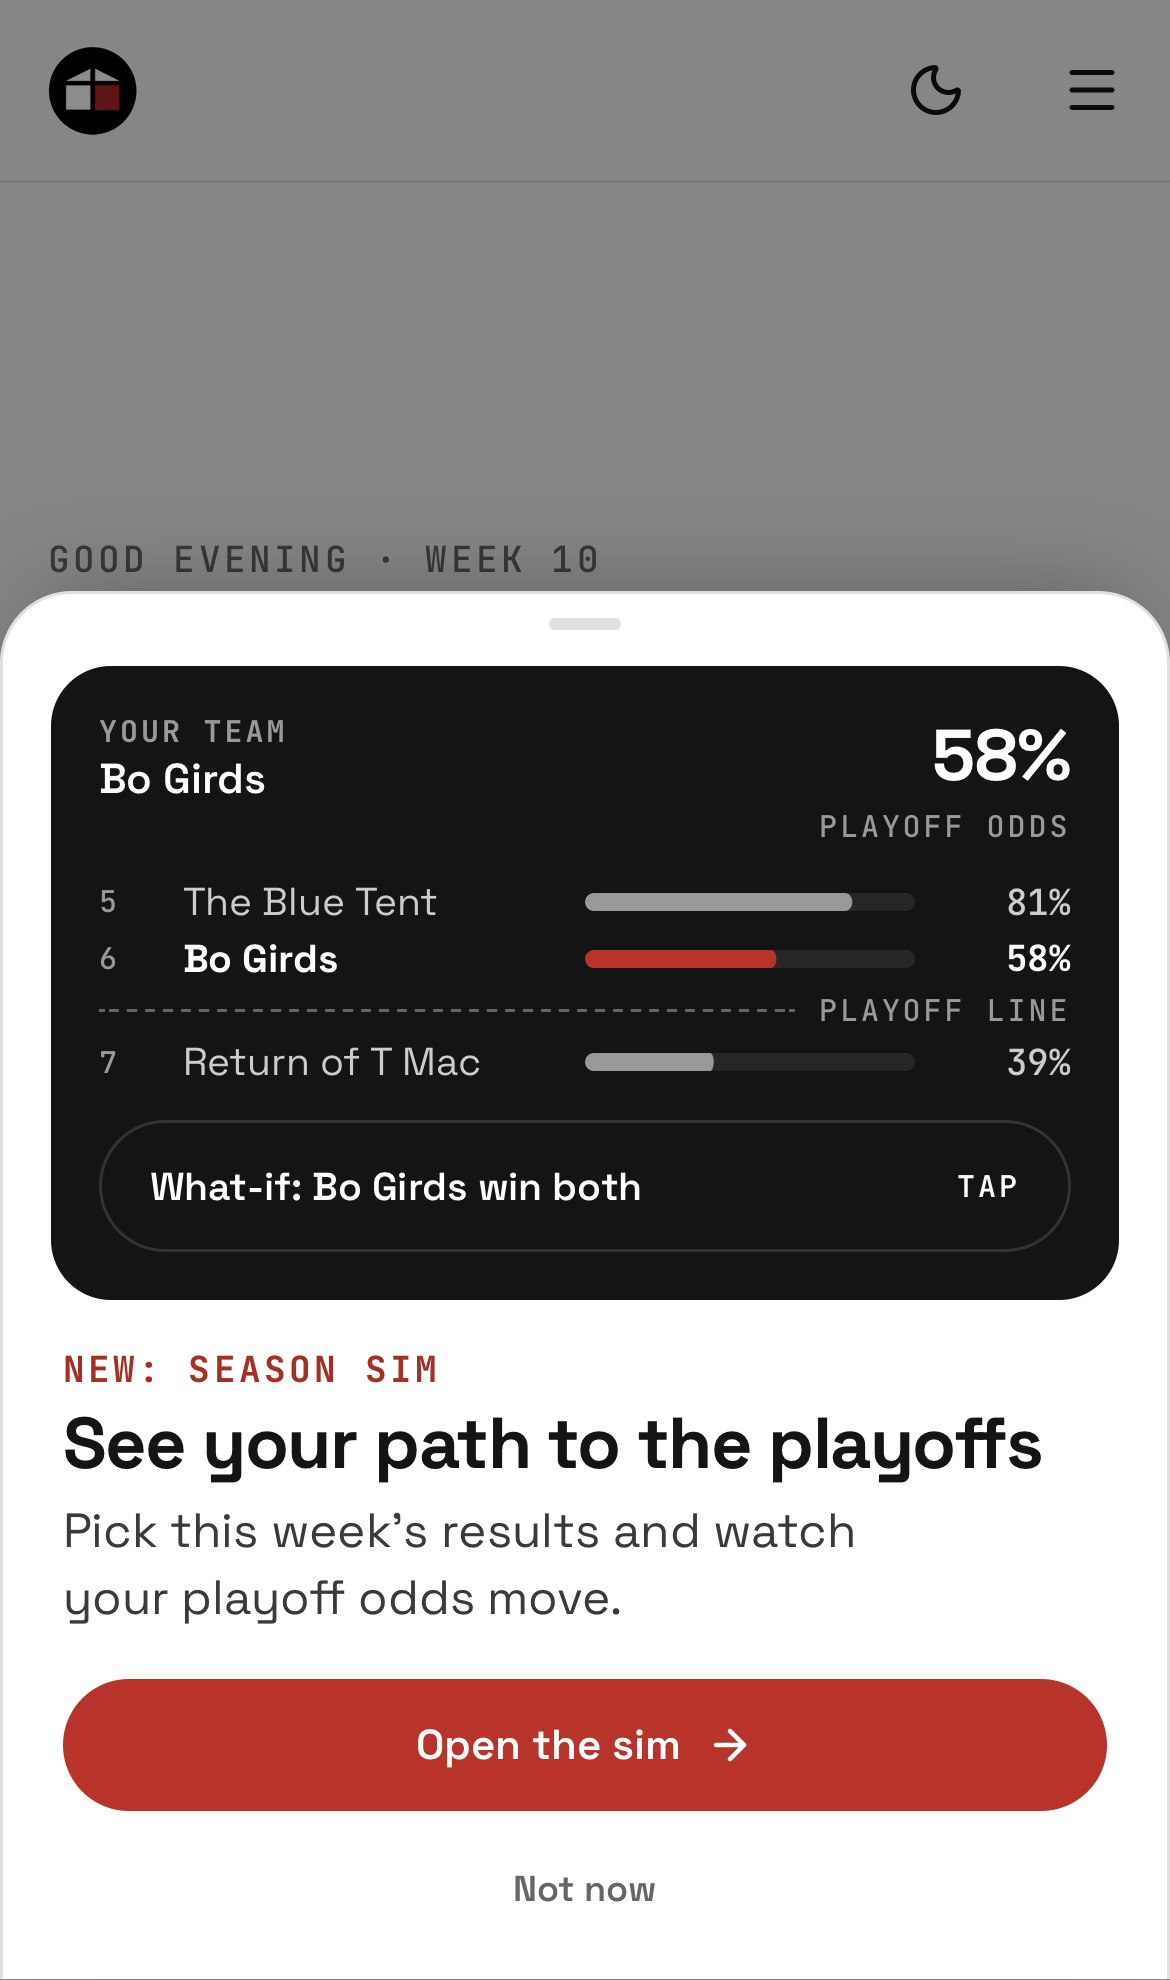 GOOD EVENING · WEEK 10
YOUR TEAM
Bo Girds
58%
PLAYOFF ODDS
5 The Blue Tent 81%
6 Bo Girds 58%
PLAYOFF LINE
7 Return of T Mac 39%
What-if: Bo Girds win both TAP
NEW: SEASON SIM
See your path to the playoffs
Pick this week’s results and watch
your playoff odds move.
Open the sim →
Not now